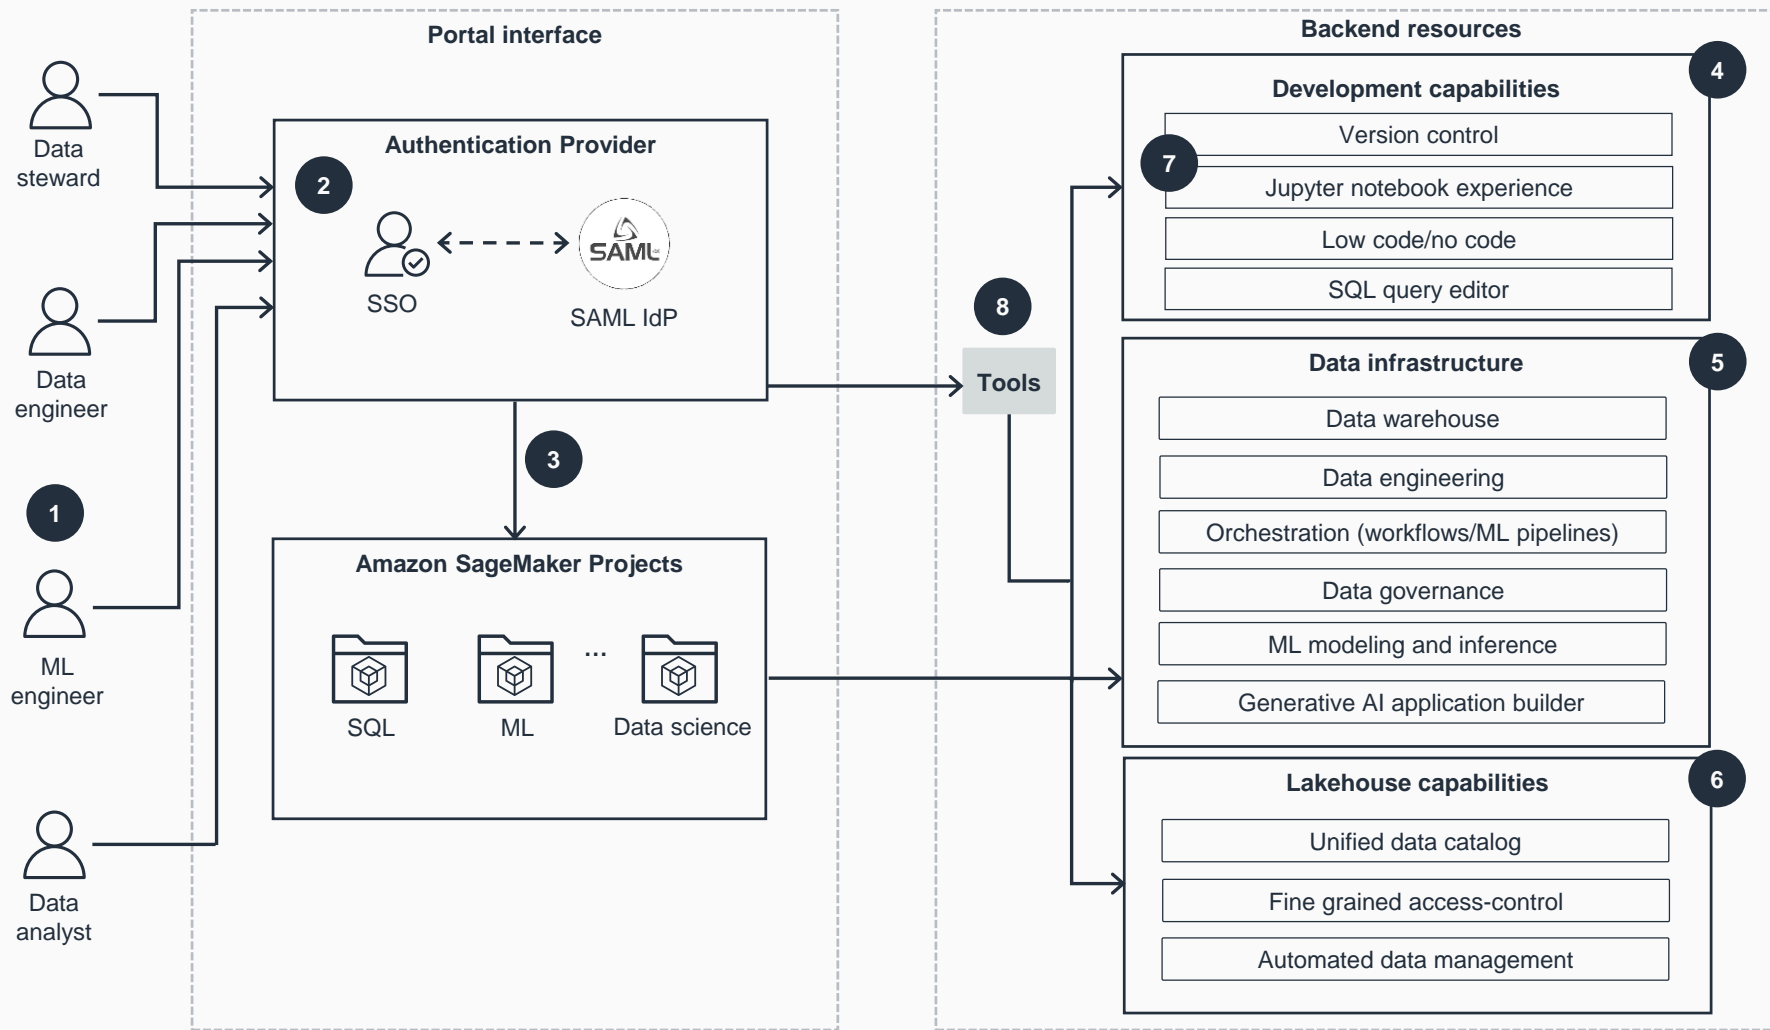 Portal interface
Backend resources
Data
steward
Data
engineer
1
ML
engineer
Data
analyst
Authentication Provider
2
SSO
SAML
SAML IdP
3
Amazon SageMaker Projects
SQL
ML
...
Data science
8
Tools
4
Development capabilities
Version control
7
Jupyter notebook experience
Low code/no code
SQL query editor
5
Data infrastructure
Data warehouse
Data engineering
Orchestration (workflows/ML pipelines)
Data governance
ML modeling and inference
Generative AI application builder
6
Lakehouse capabilities
Unified data catalog
Fine grained access-control
Automated data management